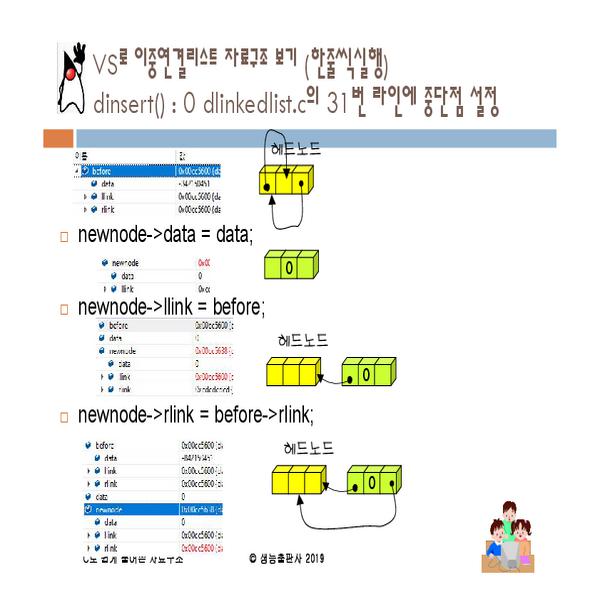 VS로 이중연결리스트 자료구조 보기 (한줄씩실행)
dinsert() : 0 dlinkedlist.c의 31번 라인에 중단점 설정
이름 값
before 0x00cc5600 {da
data -842150451
llink 0x00cc5600 {da
rlink 0x00cc5600 {da
헤드노드
newnode->data = data;
newnode
data 0
llink
0
newnode->llink = before;
before 0x00cc5600 {c
data 0
newnode 0x00cc5638 {c
data 0
llink 0x00cc5600 {c
rlink
헤드노드
0
newnode->rlink = before->rlink;
before 0x00cc5600 {da
data -842150451
llink 0x00cc5600 {da
rlink 0x00cc5600 {da
data 0
newnode 0x00cc5638 {da
data 0
llink 0x00cc5600 {da
rlink 0x00cc5600 {da
헤드노드
0
C로 쉽게 풀어쓴 자료구조
© 생능출판사 2019